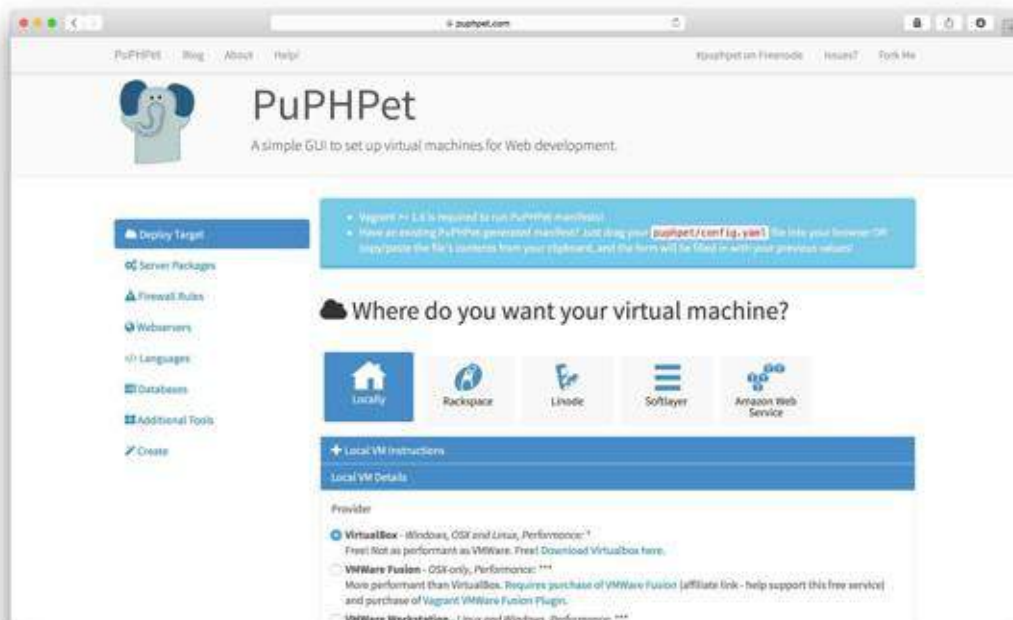 puphpet.com
PuPHPet Blog About Help!
#puphpet on Freenode Issues? Fork Me
PuPHPet
A simple GUI to set up virtual machines for Web development.
Deploy Target
Server Packages
Firewall Rules
Webservers
Languages
Databases
Additional Tools
Create
Vagrant >= 1.6 is required to run PuPHPet manifests!
Have an existing PuPHPet-generated manifest? Just drag your puphpet/config.yaml file into your browser OR
copy/paste the file's contents from your clipboard, and the form will be filled in with your previous values!
Where do you want your virtual machine?
Locally
Rackspace
Linode
Softlayer
Amazon Web
Service
Local VM Instructions
Local VM Details
Provider
VirtualBox - Windows, OSX and Linux, Performance: *
Free! Not as performant as VMWare. Free! Download Virtualbox here.
VMWare Fusion - OSX-only, Performance: ***
More performant than VirtualBox. Requires purchase of VMWare Fusion (affiliate link - help support this free service)
and purchase of Vagrant VMWare Fusion Plugin.
VMWare Workstation - Linux and Windows, Performance: ***